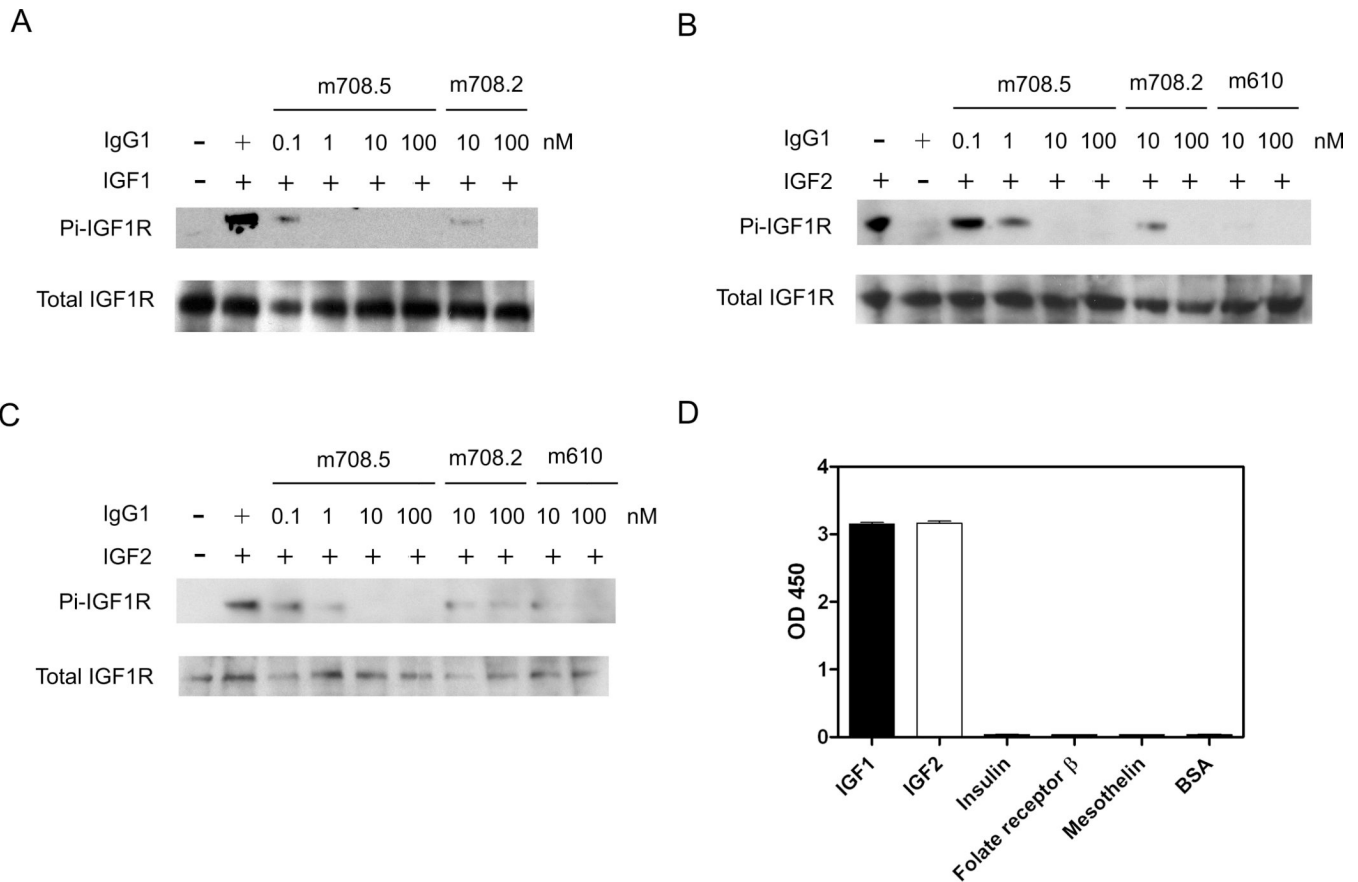 A
m708.5 m708.2
IgG1 - + 0.1 1 10 100 10 100 nM
IGF1 - + + + + + + +
Pi-IGF1R
Total IGF1R
B
m708.5 m708.2 m610
IgG1 - + 0.1 1 10 100 10 100 10 100 nM
IGF2 + - + + + + + + + +
Pi-IGF1R
Total IGF1R
C
m708.5 m708.2 m610
IgG1 - + 0.1 1 10 100 10 100 10 100 nM
IGF2 - + + + + + + + + +
Pi-IGF1R
Total IGF1R
D
OD 450
4
3
2
1
0
IGF1
IGF2
Insulin
Folate receptor β
Mesothelin
BSA